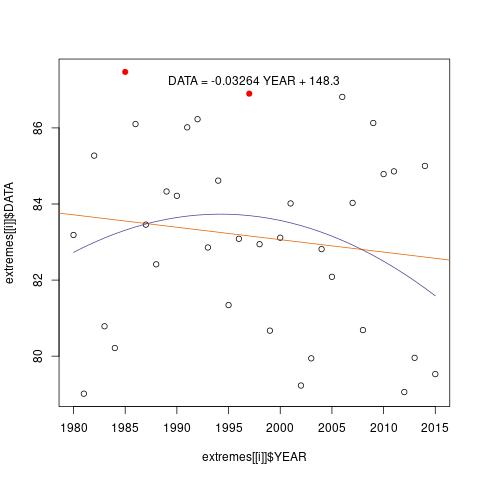 DATA = -0.03264 YEAR + 148.3
extremes[[i]]$DATA
86
84
82
80
1980 1985 1990 1995 2000 2005 2010 2015
extremes[[i]]$YEAR